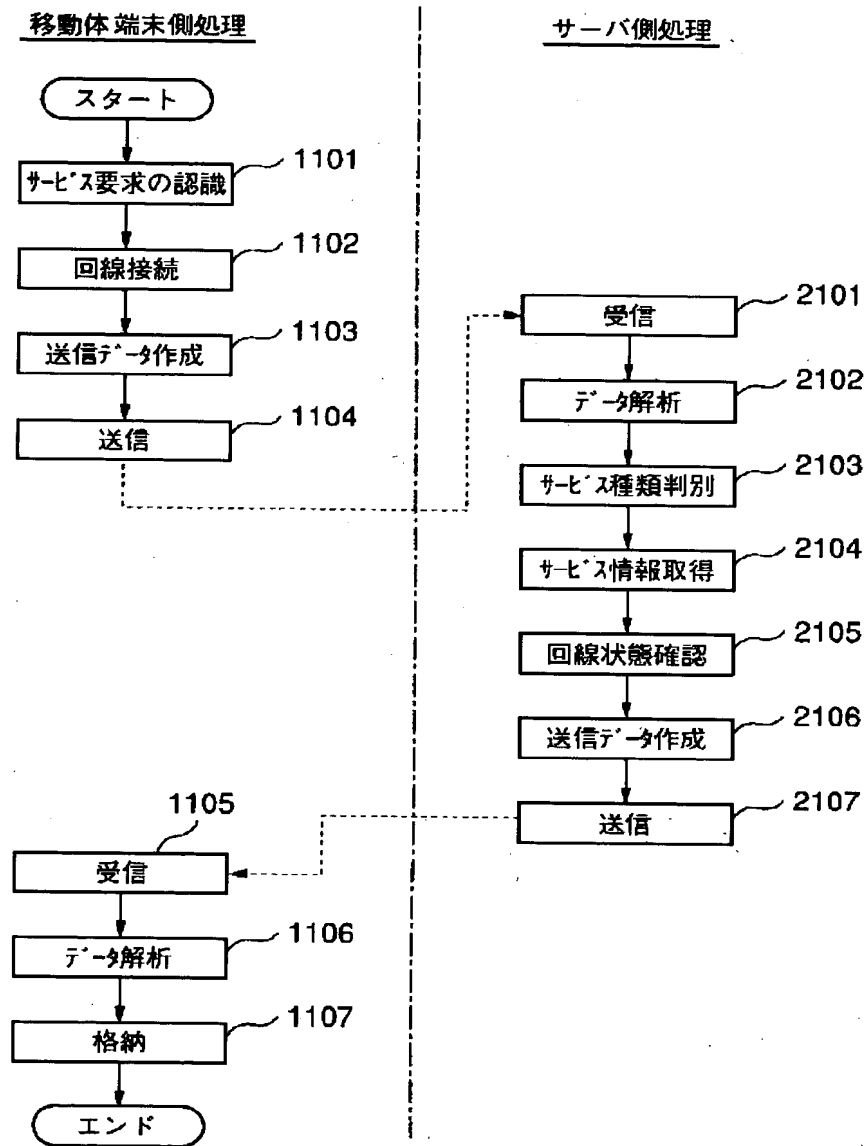 移動体端末側処理
スタート
1101
サービス要求の認識
1102
回線接続
1103
送信データ作成
1104
送信
1105
受信
1106
データ解析
1107
格納
エンド
サーバ側処理
2101
受信
2102
データ解析
2103
サービス種類判別
2104
サービス情報取得
2105
回線状態確認
2106
送信データ作成
2107
送信